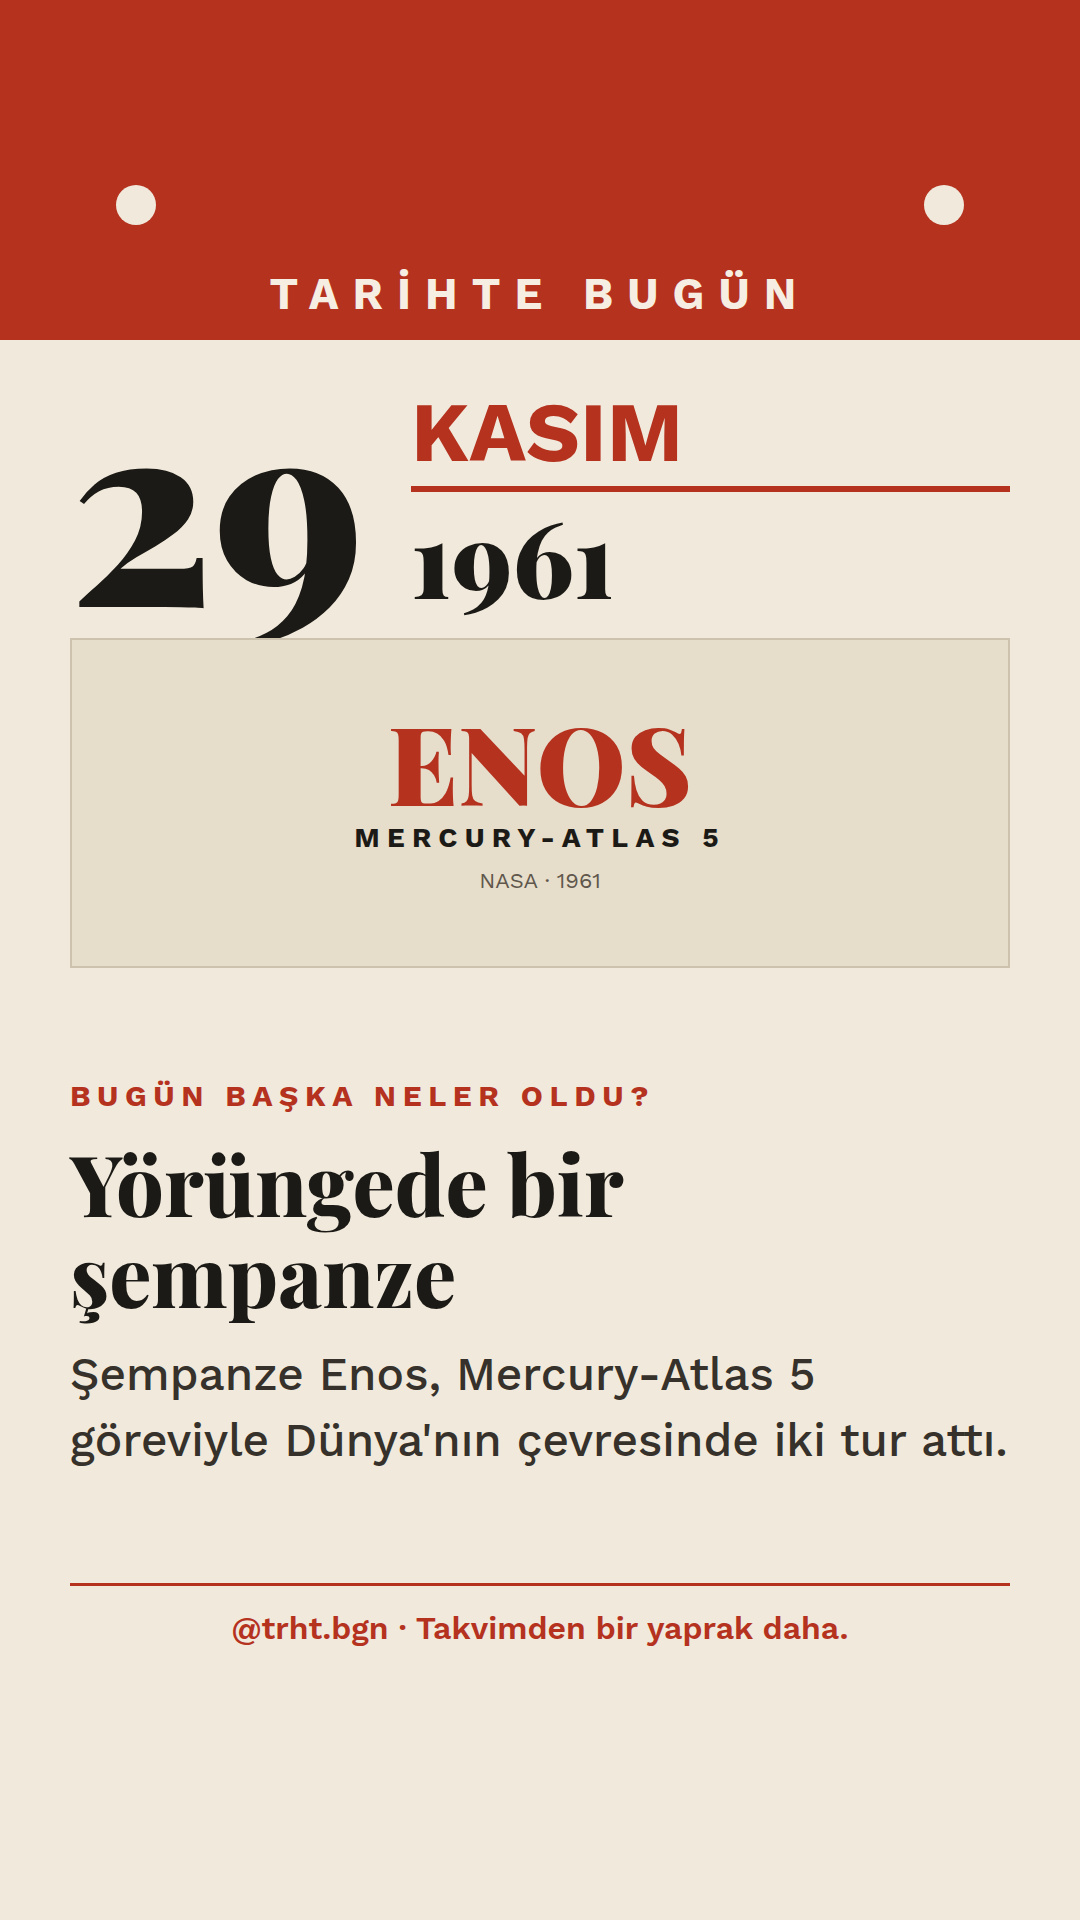 TARİHTE BUGÜN
29
KASIM
1961
ENOS
MERCURY-ATLAS 5
NASA · 1961
BUGÜN BAŞKA NELER OLDU?
Yörüngede bir
şempanze
Şempanze Enos, Mercury-Atlas 5
göreviyle Dünya'nın çevresinde iki tur attı.
@trht.bgn · Takvimden bir yaprak daha.